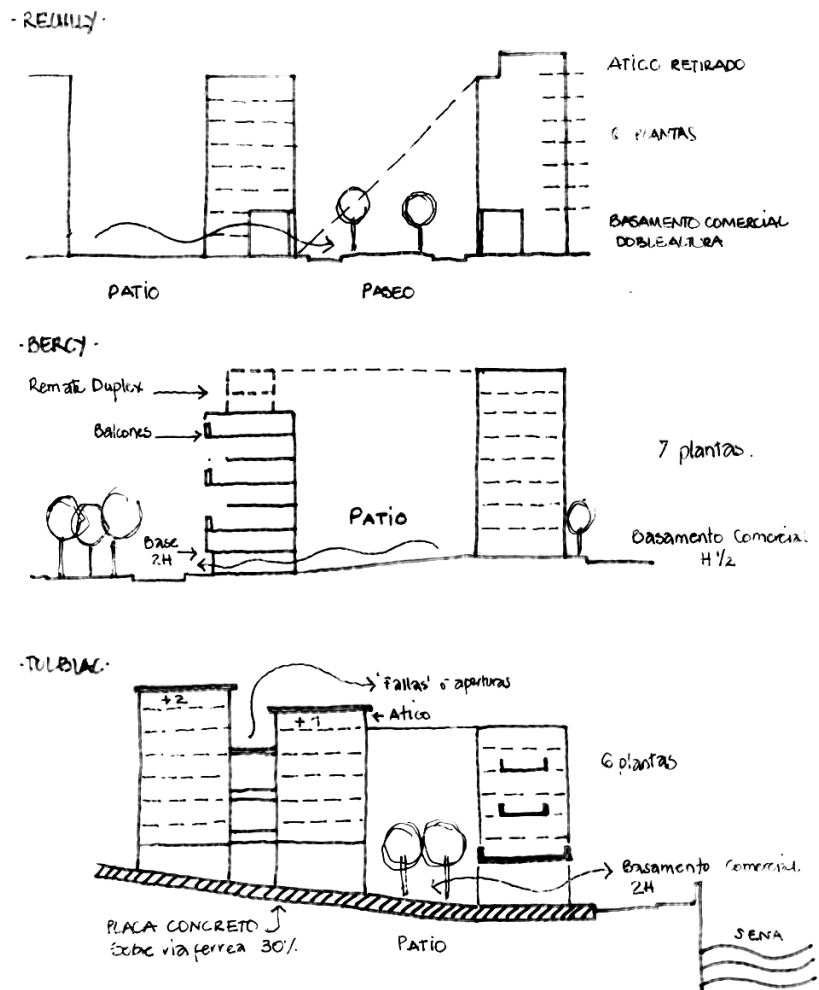 · REUILLY ·
ATICO RETIRADO
6 PLANTAS
BASAMENTO COMERCIAL
DOBLE ALTURA
PATIO
PASEO
· BERCY ·
Remate Duplex
Balcones
7 plantas.
PATIO
Base
2H
Basamento Comercial
H 1/2
· TOLBIAC ·
'Fallas' o aperturas
+2
+1
Atico
6 plantas
Basamento Comercial.
2H
PLACA CONCRETO
Sobre via ferrea 30%
PATIO
SENA